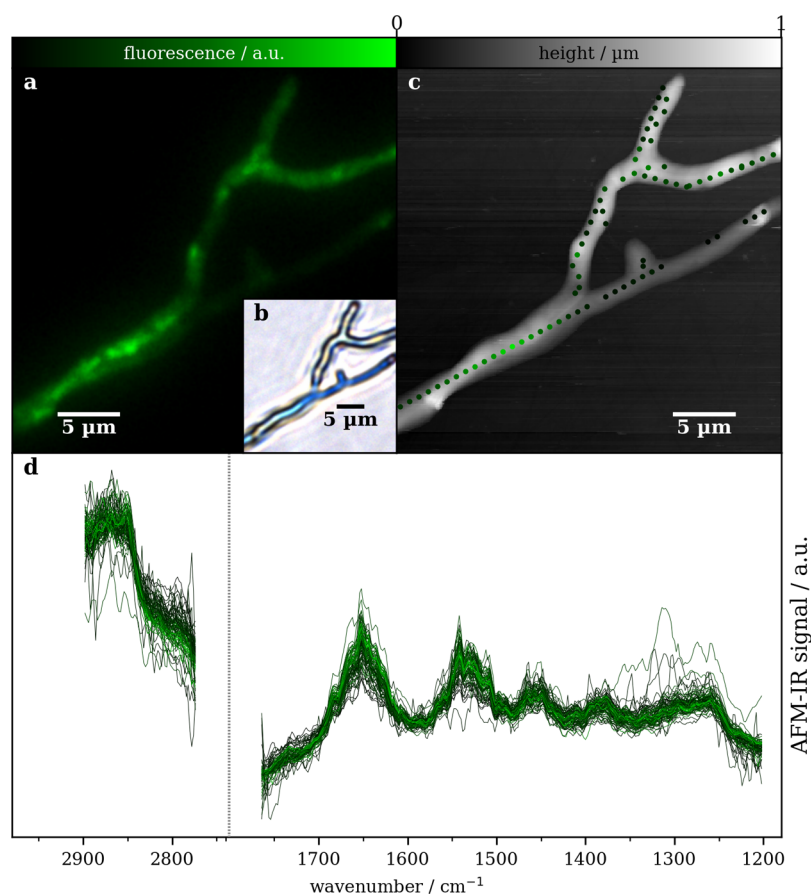 0 1
fluorescence / a.u. height / µm
a c
b
5 µm
5 µm 5 µm
d
AFM-IR signal / a.u.
2900 2800 1700 1600 1500 1400 1300 1200
wavenumber / cm⁻¹